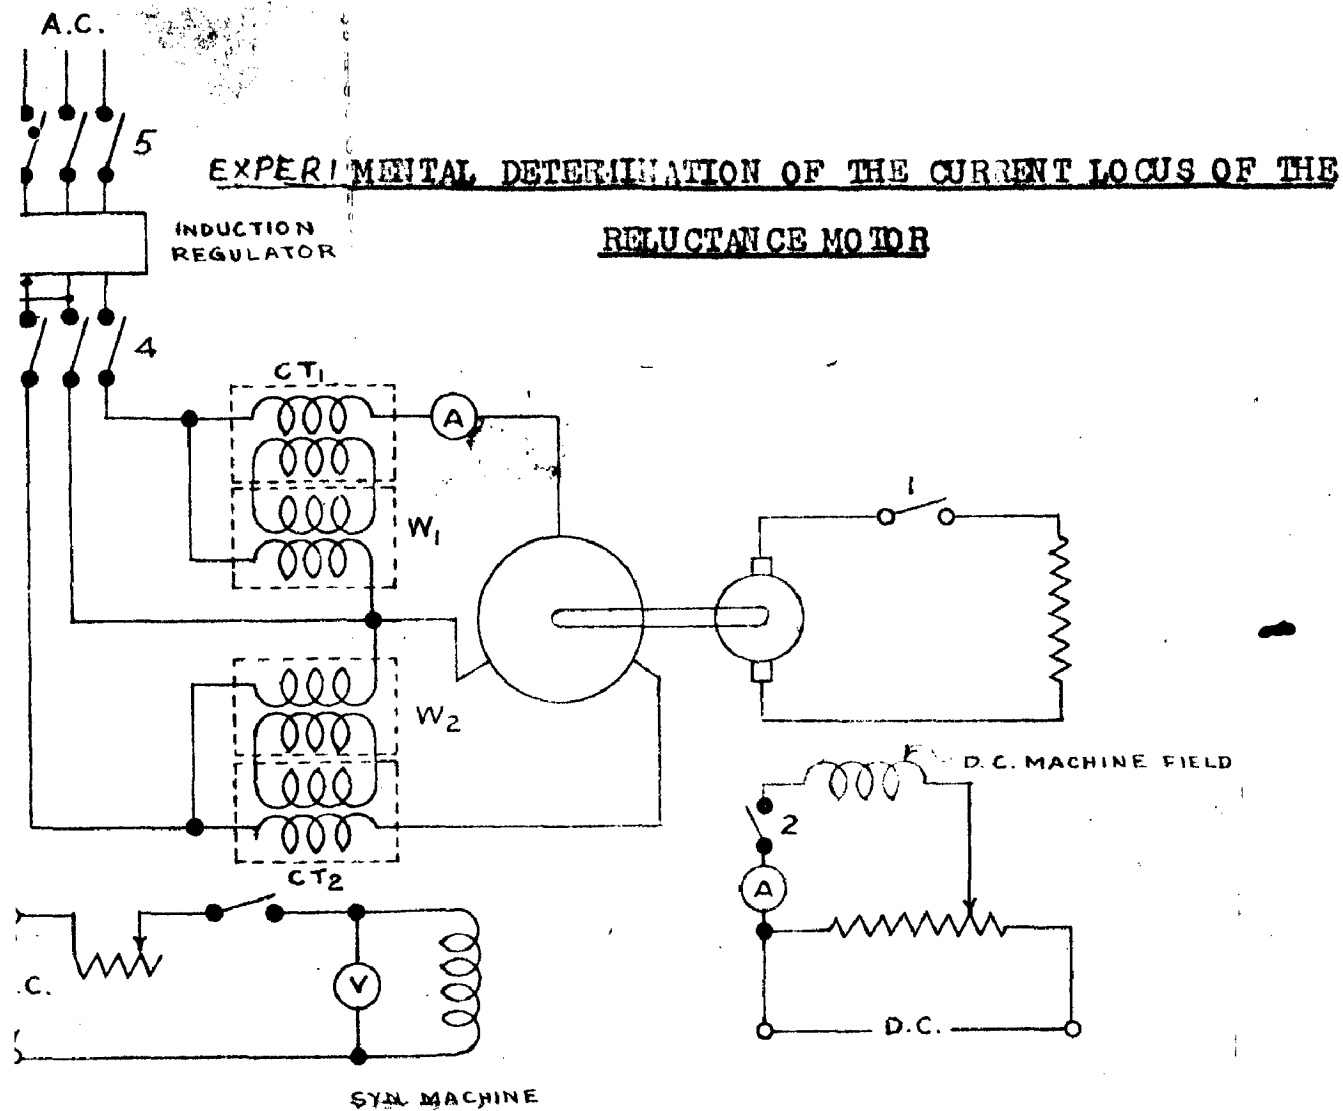 A.C.
5
EXPERIMENTAL DETERMINATION OF THE CURRENT LOCUS OF THE
RELUCTANCE MOTOR
INDUCTION
REGULATOR
4
CT1
A
W1
1
W2
D.C. MACHINE FIELD
2
CT2
A
.C.
V
D.C.
SYN. MACHINE